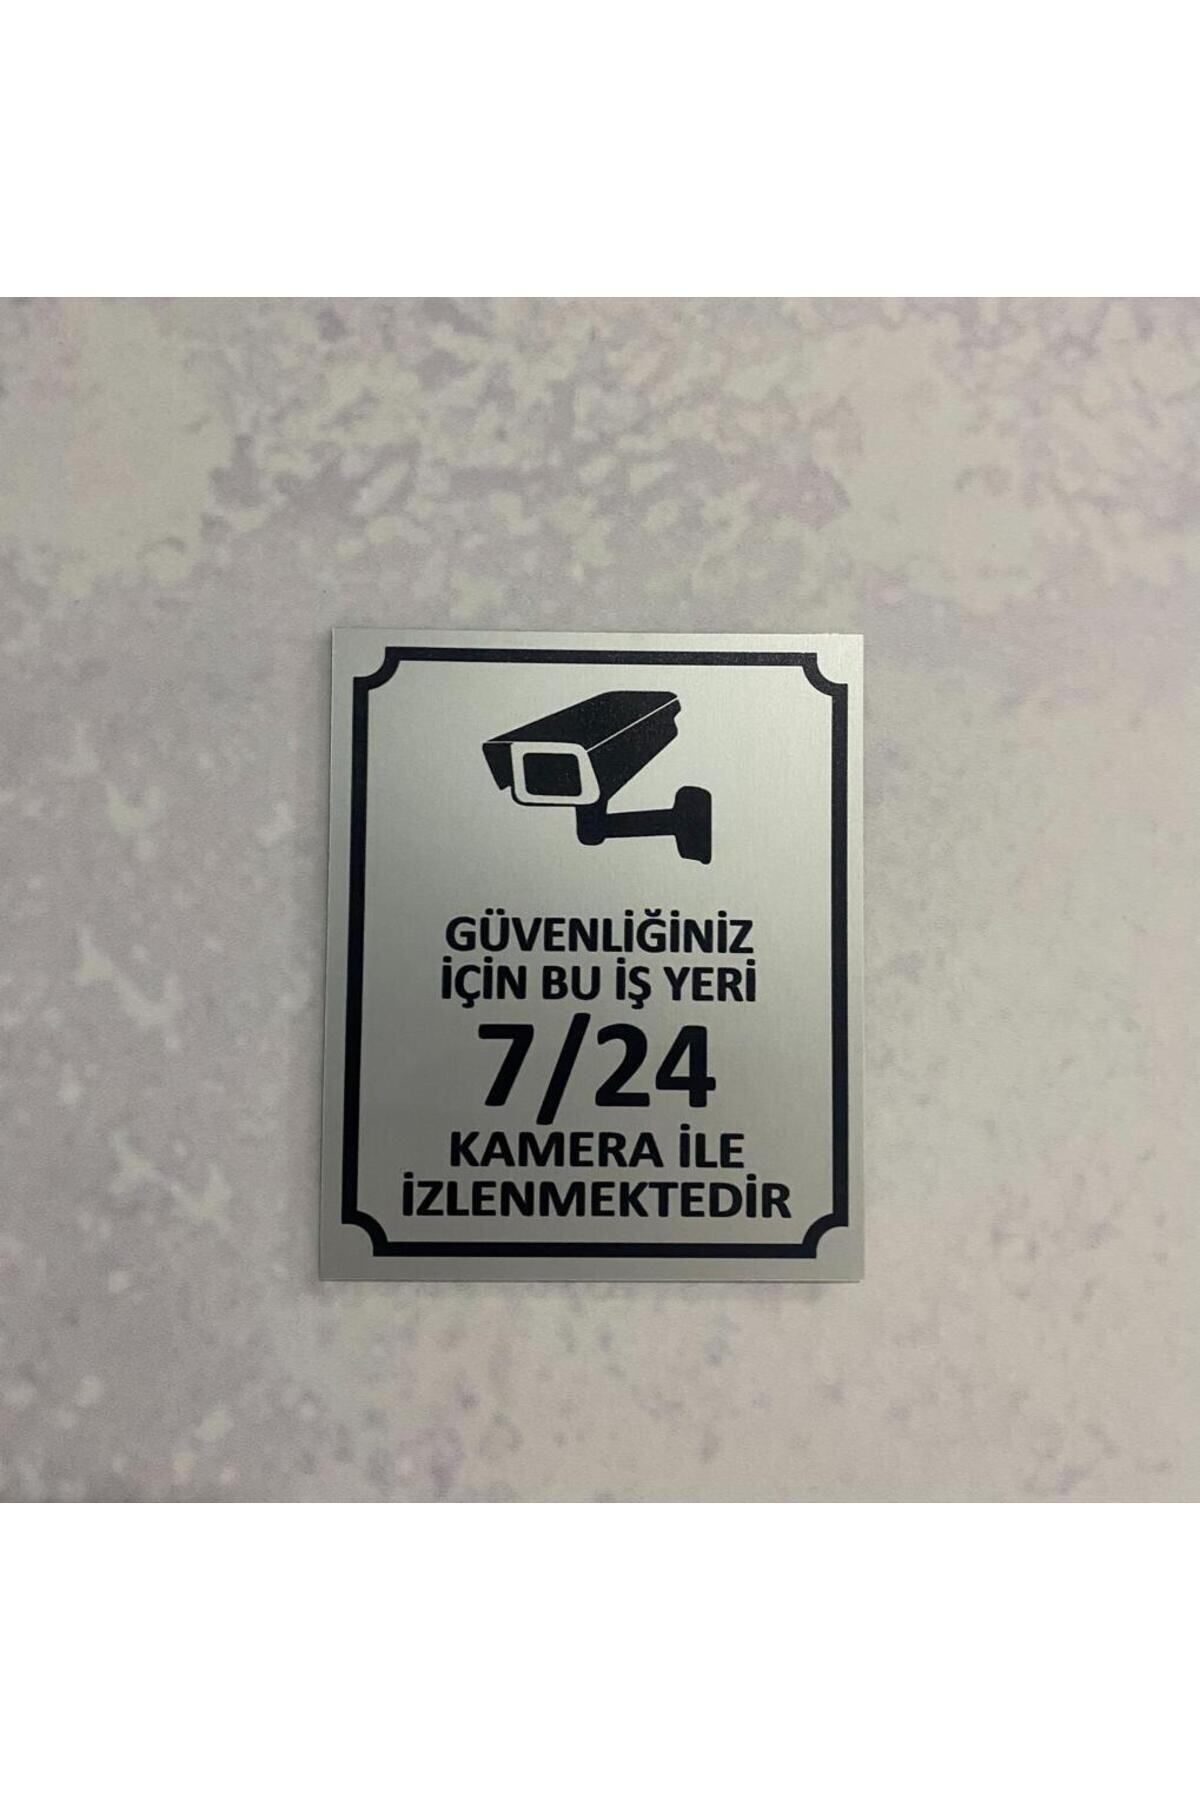 GÜVENLİĞİNİZ
İÇİN BU İŞ YERİ
7/24
KAMERA İLE
İZLENMEKTEDİR